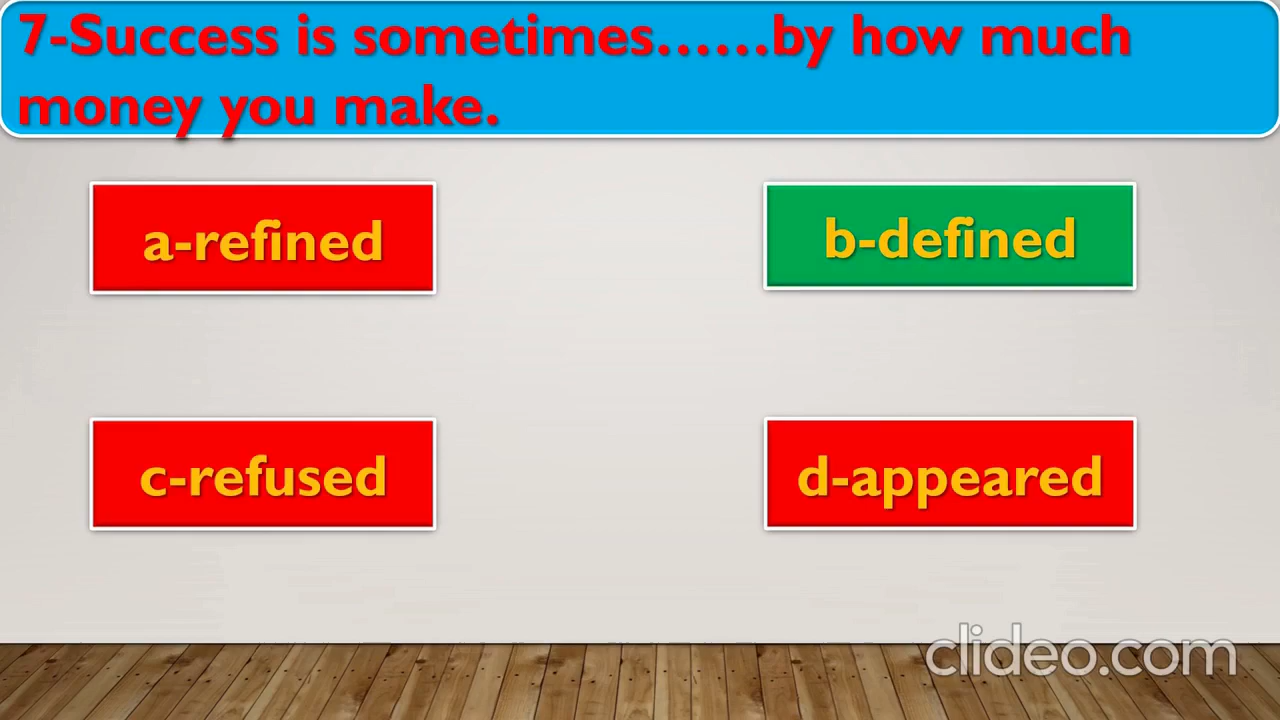 7-Success is sometimes......by how much
money you make.
a-refined
b-defined
c-refused
d-appeared
clideo.com